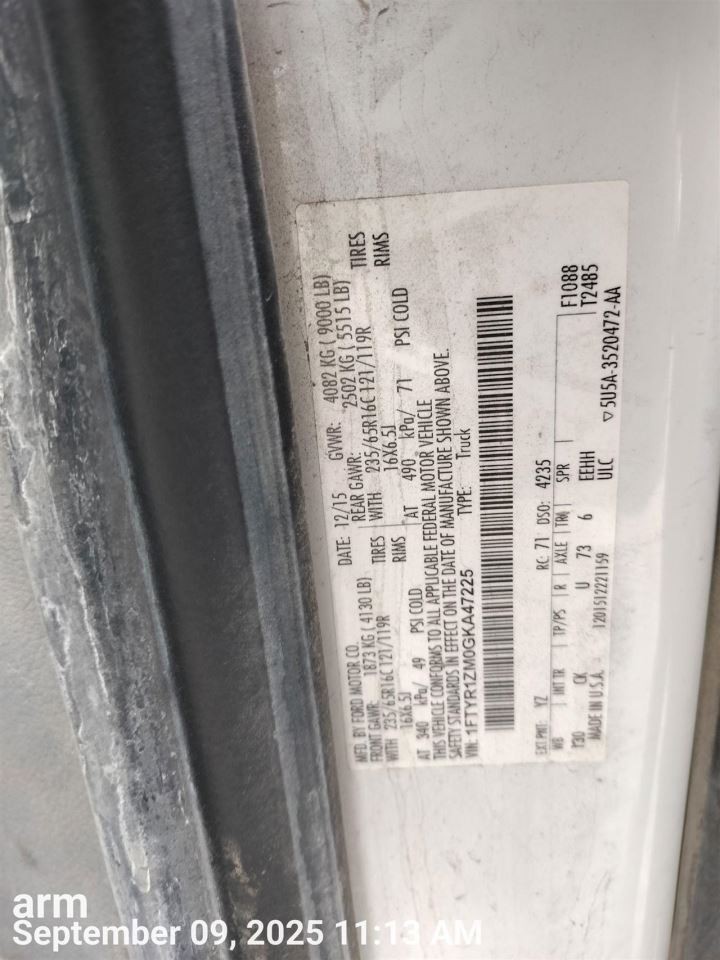 MFD. BY FORD MOTOR CO.
DATE: 12/15 GVWR: 4082 KG ( 9000 LB)
FRONT GAWR: 1873 KG ( 4130 LB) REAR GAWR: 2502 KG ( 5515 LB)
WITH 235/65R16C 121/119R TIRES WITH 235/65R16C 121/119R TIRES
16X6.5J RIMS 16X6.5J RIMS
AT 340 kPa/ 49 PSI COLD AT 490 kPa/ 71 PSI COLD
THIS VEHICLE CONFORMS TO ALL APPLICABLE FEDERAL MOTOR VEHICLE
SAFETY STANDARDS IN EFFECT ON THE DATE OF MANUFACTURE SHOWN ABOVE.
VIN: 1FTYR1ZM0GKA47225 TYPE: Truck
EXT PNT: YZ RC: 71 DSO: 4235
WB INT TR TP/PS R AXLE TRM SPR F1088
T30 CK U 73 6 EEHH T2485
MADE IN U.S.A. 1201512221159 ULC ▽ 5U5A-3520472-AA
arm
September 09, 2025 11:13 AM